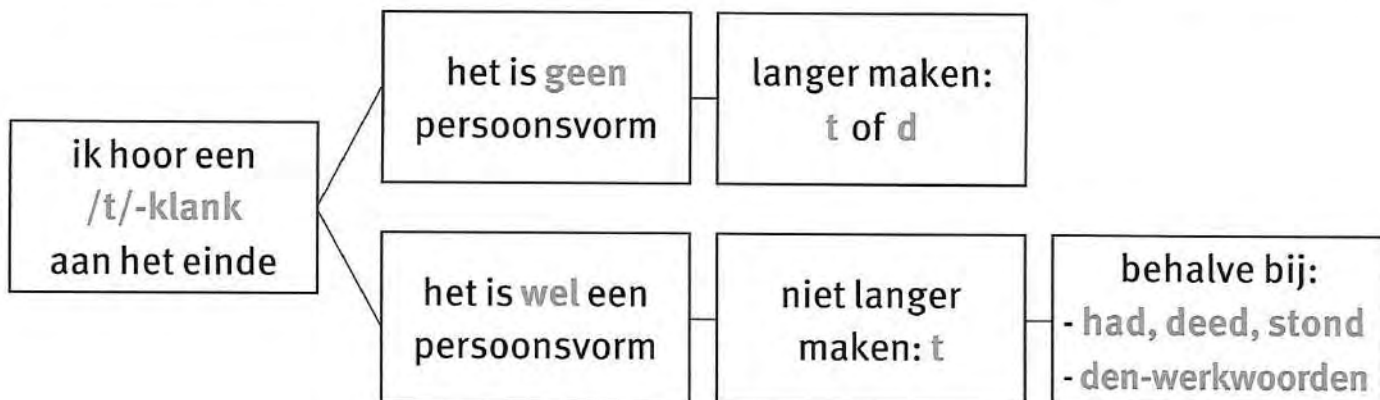 ik hoor een
/t/-klank
aan het einde
het is geen
persoonsvorm
langer maken:
t of d
het is wel een
persoonsvorm
niet langer
maken: t
behalve bij:
- had, deed, stond
- den-werkwoorden